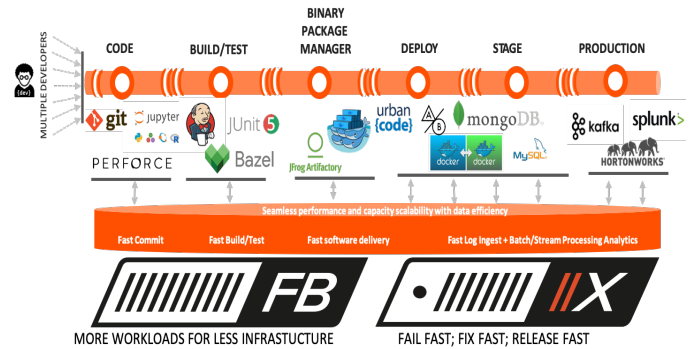 BINARY
PACKAGE
MANAGER
CODE
BUILD/TEST
DEPLOY
STAGE
PRODUCTION
MULTIPLE DEVELOPERS
{dev}
git
jupyter
PERFORCE
JUnit 5
Bazel
JFrog Artifactory
urban
{code}
A/B
mongoDB.
docker
docker
MySQL
kafka
splunk>
HORTONWORKS
Seamless performance and capacity scalability with data efficiency
Fast Commit
Fast Build/Test
Fast software delivery
Fast Log Ingest + Batch/Stream Processing Analytics
FB
//X
MORE WORKLOADS FOR LESS INFRASTUCTURE
FAIL FAST; FIX FAST; RELEASE FAST